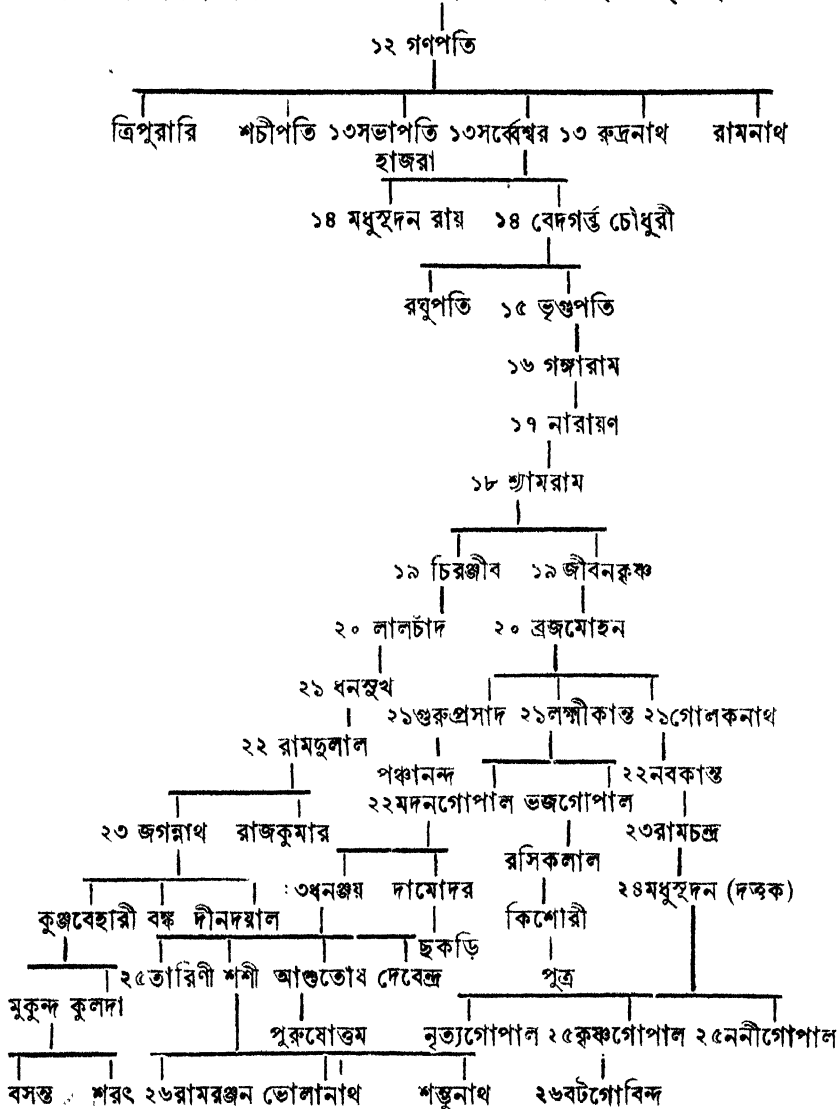 ১২ গণপতি
ত্রিপুরারি শচীপতি ১৩সভাপতি ১৩সর্ব্বেশ্বর ১৩ রুদ্রনাথ রামনাথ
হাজরা
১৪ মধুসূদন রায় ১৪ বেদগর্ত্ত চৌধুরী
রঘুপতি ১৫ ভৃগুপতি
১৬ গঙ্গারাম
১৭ নারায়ণ
১৮ শ্যামরাম
১৯ চিরঞ্জীব ১৯ জীবনকৃষ্ণ
২০ লালচাঁদ ২০ ব্রজমোহন
২১ ধনসুখ
২১গুরুপ্রসাদ ২১লক্ষ্মীকান্ত ২১গোলকনাথ
২২ রামদুলাল
পঞ্চানন্দ ২২নবকান্ত
২২মদনগোপাল ভজগোপাল
২৩ জগন্নাথ রাজকুমার ২৩রামচন্দ্র
রসিকলাল
ধনঞ্জয় দামোদর ২৪মধুসূদন (দত্তক)
কুঞ্জবেহারী বঙ্ক দীনদয়াল কিশোরী
ছকড়ি
২৫তারিণী শশী আশুতোষ দেবেন্দ্র পুত্র
মুকুন্দ কুলদা
পুরুষোত্তম নৃত্যগোপাল ২৫কৃষ্ণগোপাল ২৫ননীগোপাল
বসন্ত শরৎ ২৬রামরঞ্জন ভোলানাথ শম্ভুনাথ ২৬বটগোবিন্দ